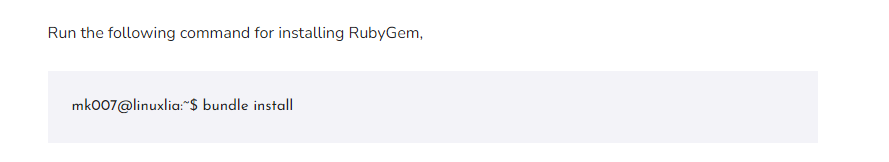 Run the following command for installing RubyGem,
mk007@linuxlia:~$ bundle install